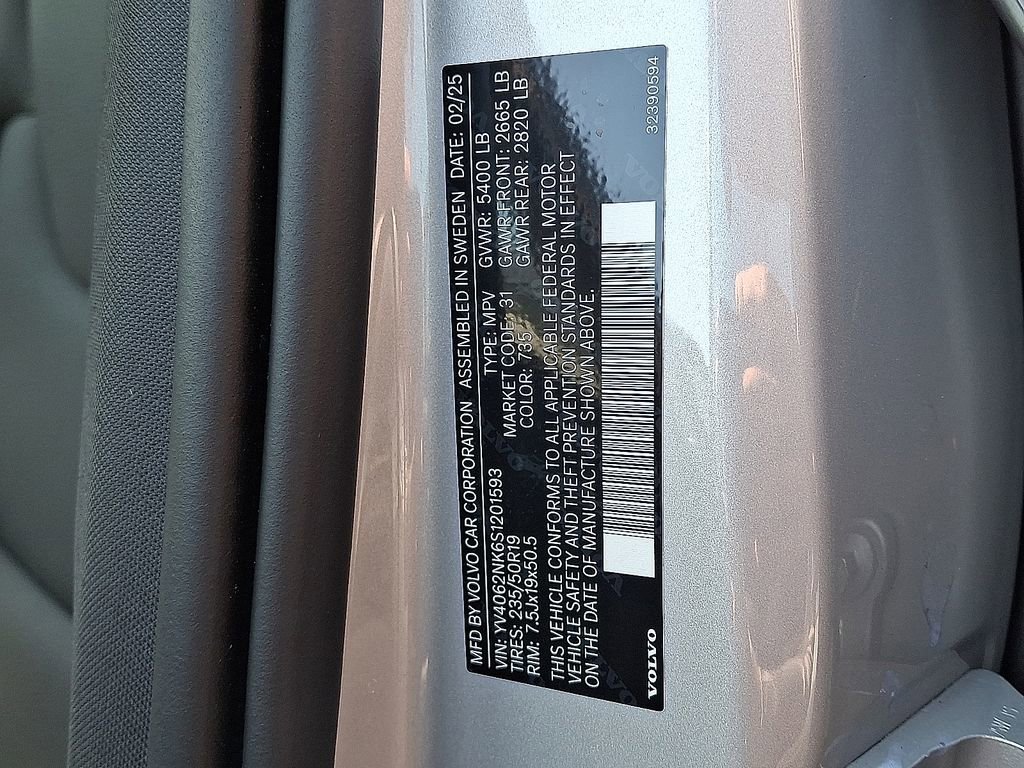 MFD BY VOLVO CAR CORPORATION ASSEMBLED IN SWEDEN DATE: 02/25
VIN: YV4062NK6S1201593 TYPE: MPV GVWR: 5400 LB
TIRES: 235/50R19 MARKET CODE: 31 GAWR FRONT: 2665 LB
RIM: 7.5Jx19x50.5 COLOR: 735 GAWR REAR: 2820 LB
THIS VEHICLE CONFORMS TO ALL APPLICABLE FEDERAL MOTOR
VEHICLE SAFETY AND THEFT PREVENTION STANDARDS IN EFFECT
ON THE DATE OF MANUFACTURE SHOWN ABOVE.
VOLVO
32390594